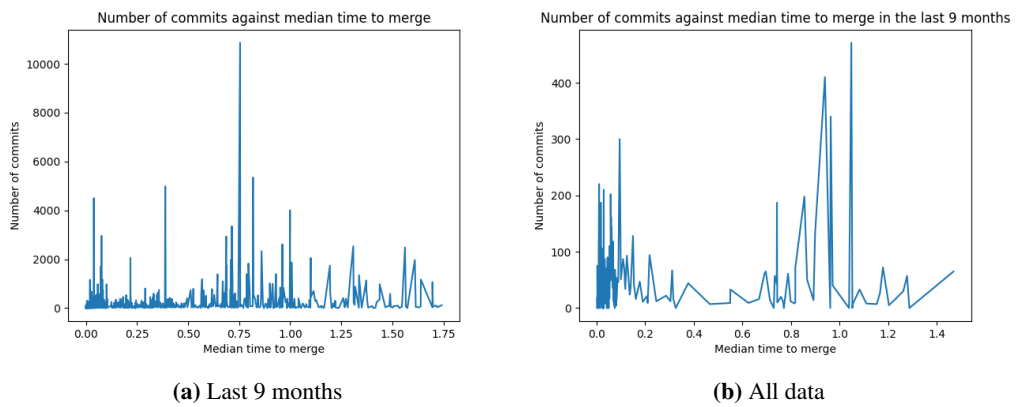 Number of commits against median time to merge
Number of commits
10000
8000
6000
4000
2000
0
0.00 0.25 0.50 0.75 1.00 1.25 1.50 1.75
Median time to merge
(a) Last 9 months
Number of commits against median time to merge in the last 9 months
Number of commits
400
300
200
100
0
0.0 0.2 0.4 0.6 0.8 1.0 1.2 1.4
Median time to merge
(b) All data